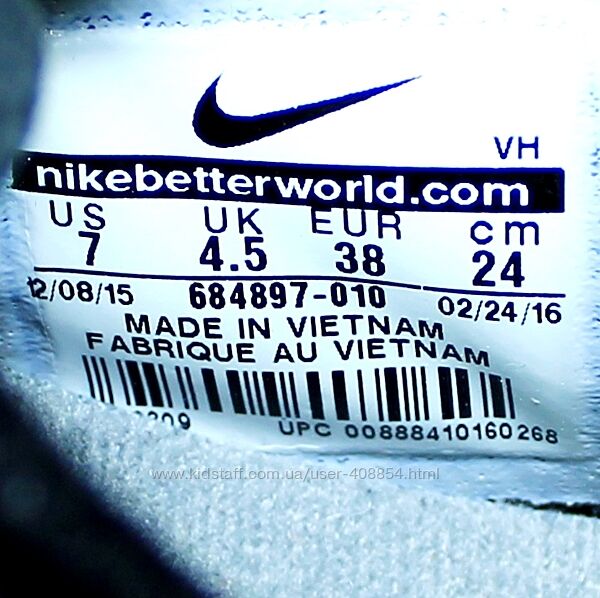 VH
nikebetterworld.com
US UK EUR cm
7 4.5 38 24
12/08/15 684897-010 02/24/16
MADE IN VIETNAM
FABRIQUE AU VIETNAM
UPC 00888410160268
www.kidstaff.com.ua/user-408854.html